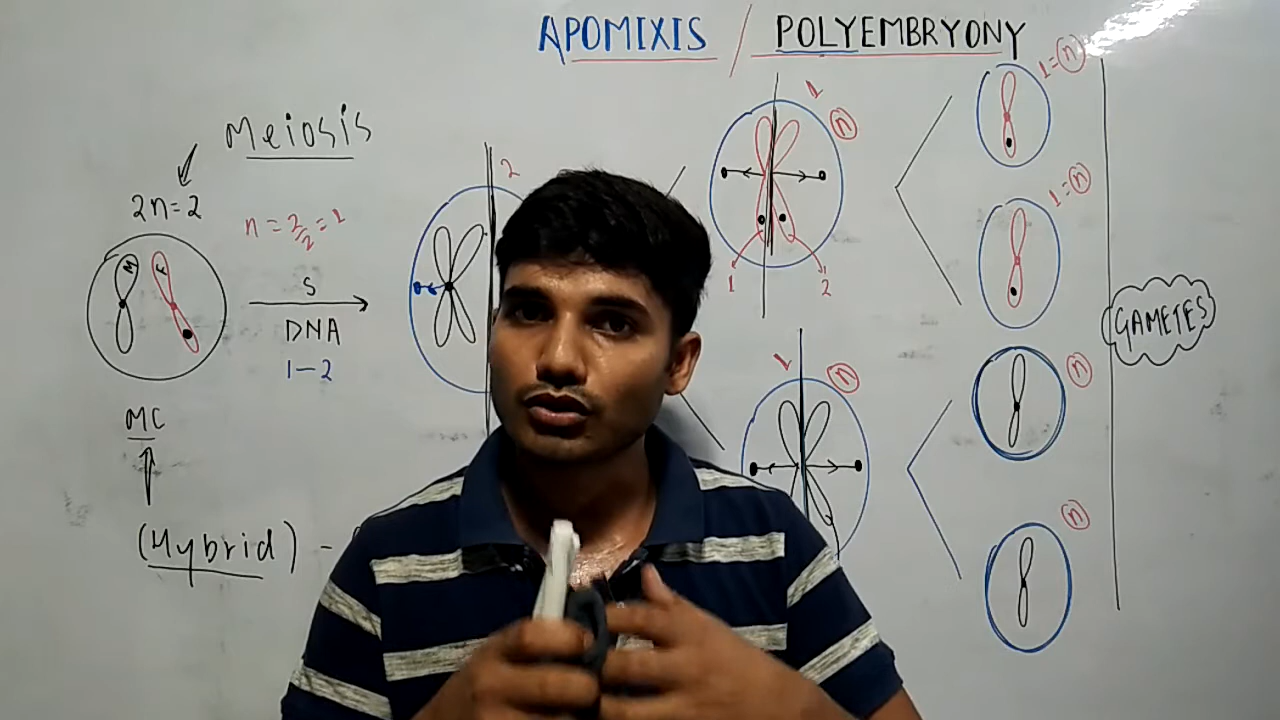 APOMIXIS / POLYEMBRYONY
Meiosis
2n=2
n = 2/2 = 1
M
F
S
DNA
1-2
MC
(Hybrid) -
2
1
n
1
2
1
n
1=n
1=n
n
n
GAMETES